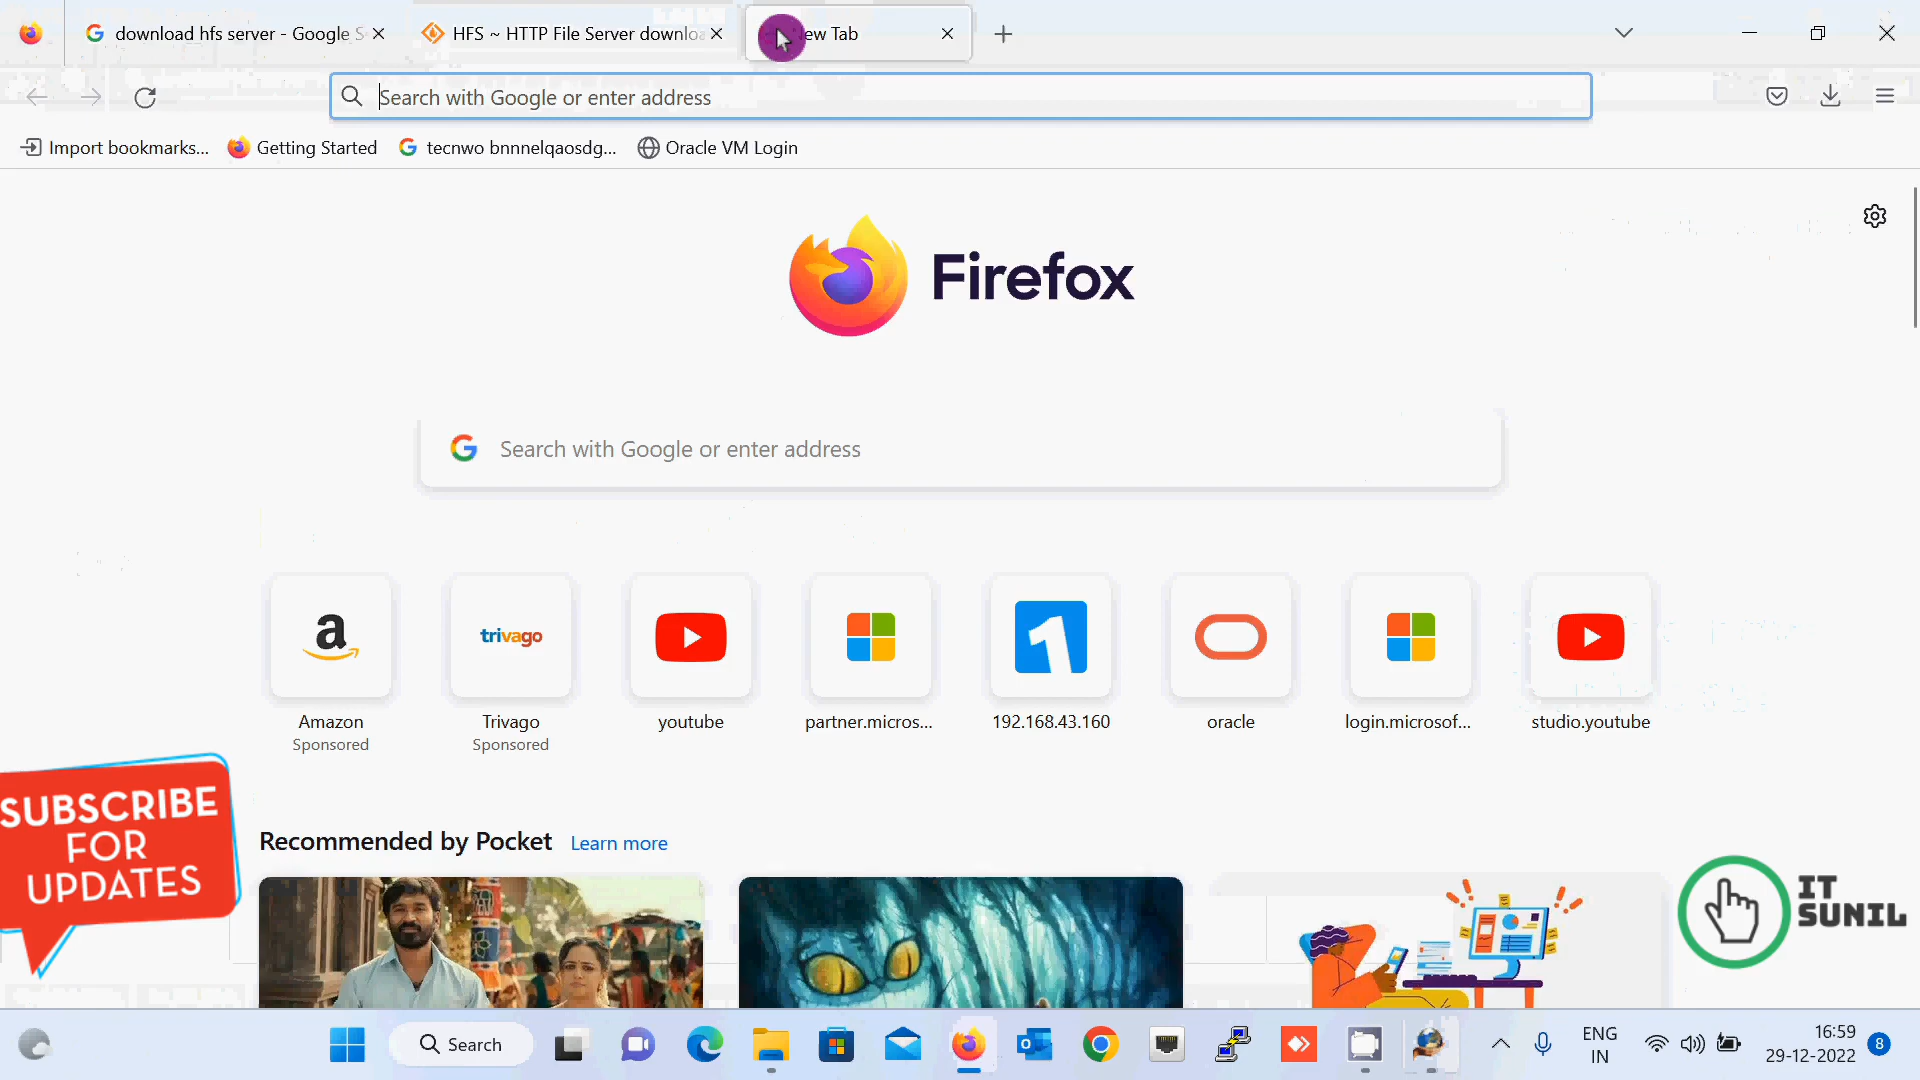 download hfs server - Google S
HFS ~ HTTP File Server downlo
ew Tab
Search with Google or enter address
Import bookmarks...
Getting Started
tecnwo bnnnelqaosdg...
Oracle VM Login
Firefox
Search with Google or enter address
a
trivago
1
Amazon
Sponsored
Trivago
Sponsored
youtube
partner.micros...
192.168.43.160
oracle
login.microsof...
studio.youtube
SUBSCRIBE
FOR
UPDATES
Recommended by Pocket
Learn more
IT
SUNIL
Search
ENG
IN
16:59
29-12-2022
8